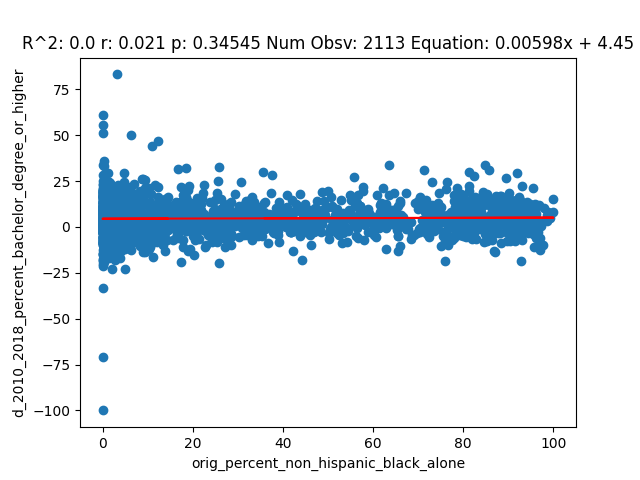 R^2: 0.0 r: 0.021 p: 0.34545 Num Obsv: 2113 Equation: 0.00598x + 4.45
d_2010_2018_percent_bachelor_degree_or_higher
75
50
25
0
−25
−50
−75
−100
0 20 40 60 80 100
orig_percent_non_hispanic_black_alone